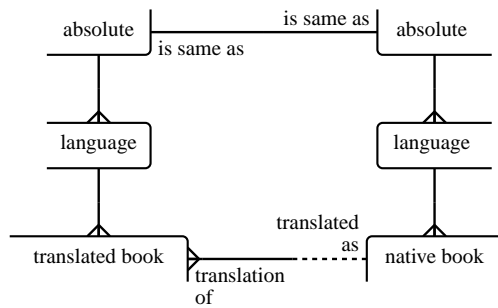 absolute
is same as
is same as
absolute
language
language
translated book
translation
of
translated
as
native book